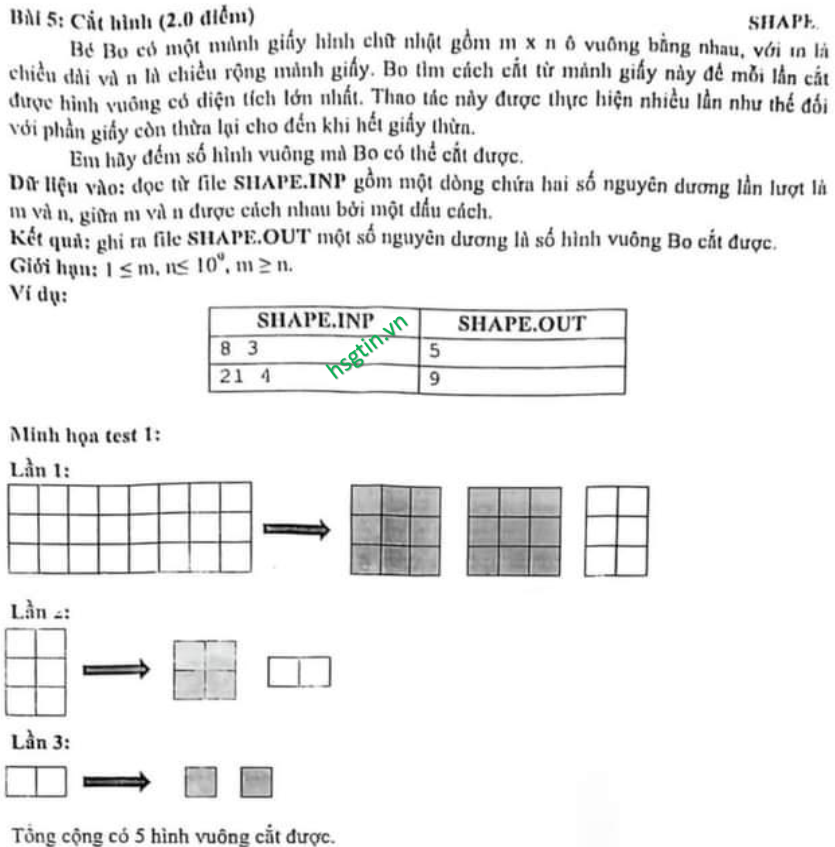 Bài 5: Cắt hình (2.0 điểm) SHAPE.
Bé Bo có một mảnh giấy hình chữ nhật gồm m x n ô vuông bằng nhau, với m là
chiều dài và n là chiều rộng mảnh giấy. Bo tìm cách cắt từ mảnh giấy này để mỗi lần cắt
được hình vuông có diện tích lớn nhất. Thao tác này được thực hiện nhiều lần như thế đối
với phần giấy còn thừa lại cho đến khi hết giấy thừa.
Em hãy đếm số hình vuông mà Bo có thể cắt được.
Dữ liệu vào: đọc từ file SHAPE.INP gồm một dòng chứa hai số nguyên dương lần lượt là
m và n, giữa m và n được cách nhau bởi một dấu cách.
Kết quả: ghi ra file SHAPE.OUT một số nguyên dương là số hình vuông Bo cắt được.
Giới hạn: 1 ≤ m, n≤ 10⁹, m ≥ n.
Ví dụ:
SHAPE.INP SHAPE.OUT
8 3 5
21 4 9
hsgtin.vn
Minh họa test 1:
Lần 1:
Lần 2:
Lần 3:
Tổng cộng có 5 hình vuông cắt được.